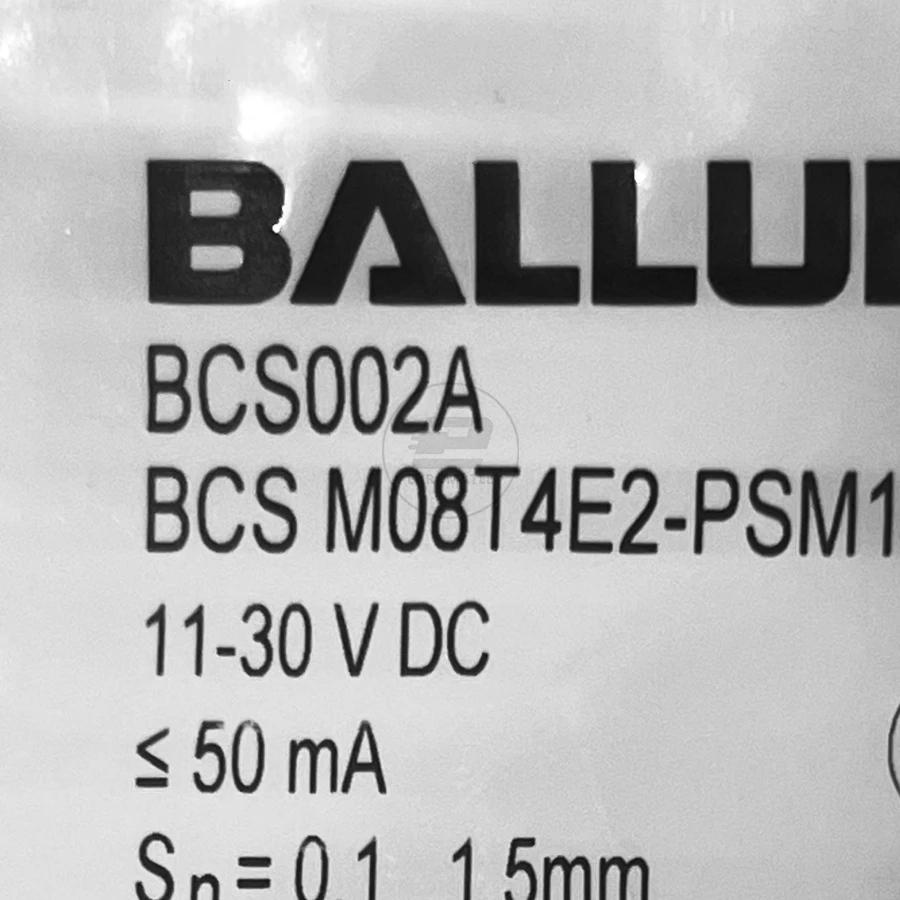 BALLU
BCS002A
BCS M08T4E2-PSM1
11-30 V DC
≤ 50 mA
Sn = 0.1...1.5mm